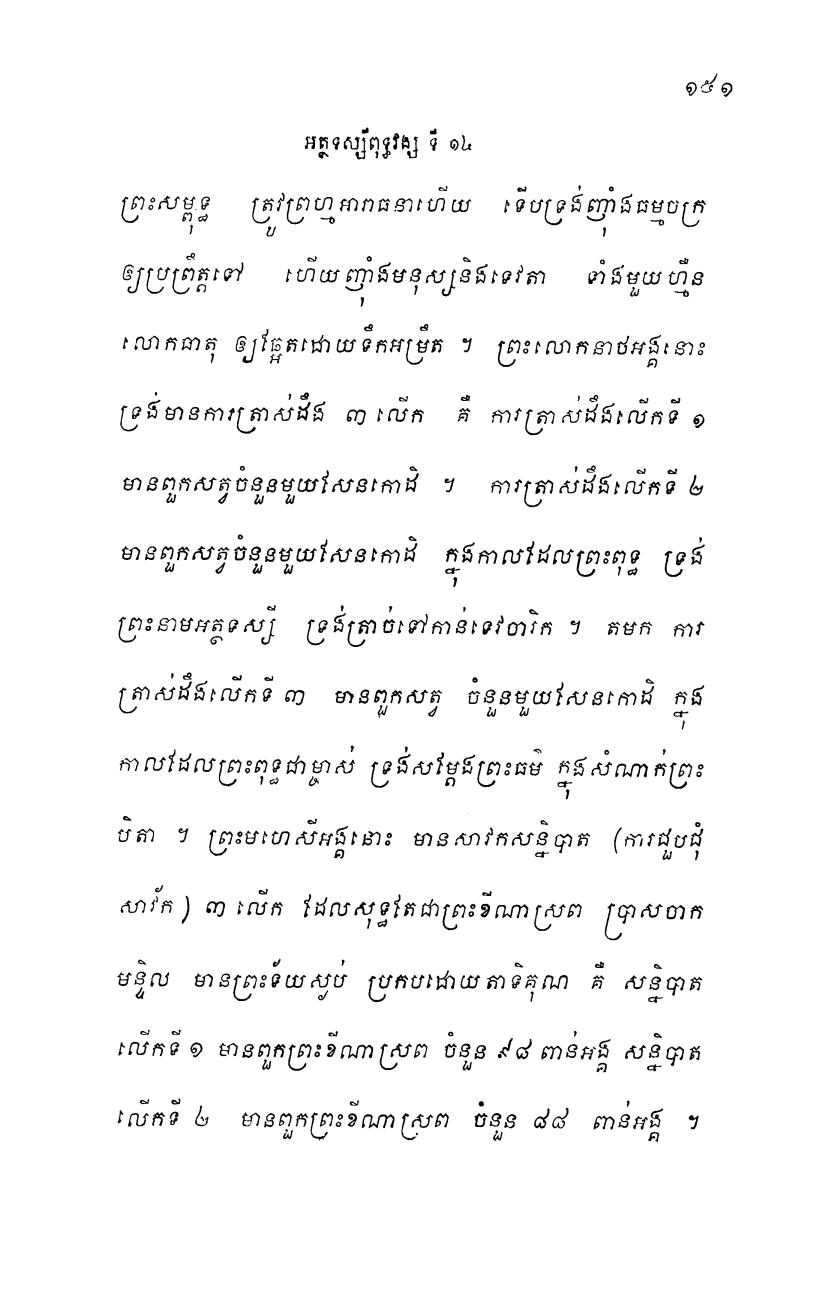 ១៥១
អត្ថទស្សីពុទ្ធវង្ស ទី ១៤
ព្រះសម្ពុទ្ធ ត្រូវព្រហ្មអារាធនាហើយ ទើបទ្រង់ញុំាងធម្មចក្រ
ឲ្យប្រព្រឹត្តទៅ ហើយញុំាងមនុស្សនិងទេវតា ទាំងមួយហ្មឺន
លោកធាតុ ឲ្យឆ្អែតដោយទឹកអម្រឹត ។ ព្រះលោកនាថអង្គនោះ
ទ្រង់មានការត្រាស់ដឹង ៣ លើក គឺ ការត្រាស់ដឹងលើកទី ១
មានពួកសត្វចំនួនមួយសែនកោដិ ។ ការត្រាស់ដឹងលើកទី ២
មានពួកសត្វចំនួនមួយសែនកោដិ ក្នុងកាលដែលព្រះពុទ្ធ ទ្រង់
ព្រះនាមអត្ថទស្សី ទ្រង់ត្រាច់ទៅកាន់ទេវចារិក ។ តមក ការ
ត្រាស់ដឹងលើកទី ៣ មានពួកសត្វ ចំនួនមួយសែនកោដិ ក្នុង
កាលដែលព្រះពុទ្ធជាម្ចាស់ ទ្រង់សម្តែងព្រះធម៌ ក្នុងសំណាក់ព្រះ
បិតា ។ ព្រះមហេសីអង្គនោះ មានសាវកសន្និបាត (ការជួបជុំ
សាវ័ក) ៣ លើក ដែលសុទ្ធតែជាព្រះខីណាស្រព ប្រាសចាក
មន្ទិល មានព្រះទ័យស្ងប់ ប្រកបដោយតាទិគុណ គឺ សន្និបាត
លើកទី ១ មានពួកព្រះខីណាស្រព ចំនួន ៩៨ ពាន់អង្គ សន្និបាត
លើកទី ២ មានពួកព្រះខីណាស្រព ចំនួន ៨៨ ពាន់អង្គ ។